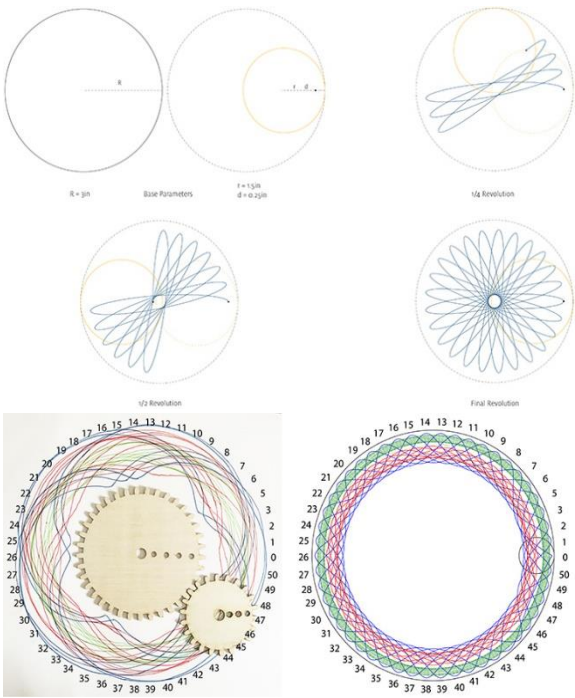 R
r d
R = 3in
Base Parameters
r = 1.5in
d = 0.25in
1/4 Revolution
1/2 Revolution
Final Revolution
0 1 2 3 5 6 7 8 9 10 11 12 13 14 15 16 17 18 19 20 21 22 23 24 25 26 27 28 29 30 31 32 33 34 35 36 37 38 39 40 41 42 43 44 45 46 47 48 49 50
0 1 2 3 5 6 7 8 9 10 11 12 13 14 15 16 17 18 19 20 21 22 23 24 25 26 27 28 29 30 31 32 33 34 35 36 37 38 39 40 41 42 43 44 45 46 47 48 49 50